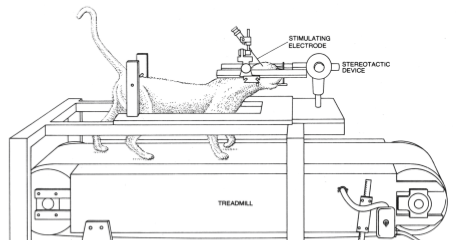 STIMULATING
ELECTRODE
STEREOTACTIC
DEVICE
TREADMILL